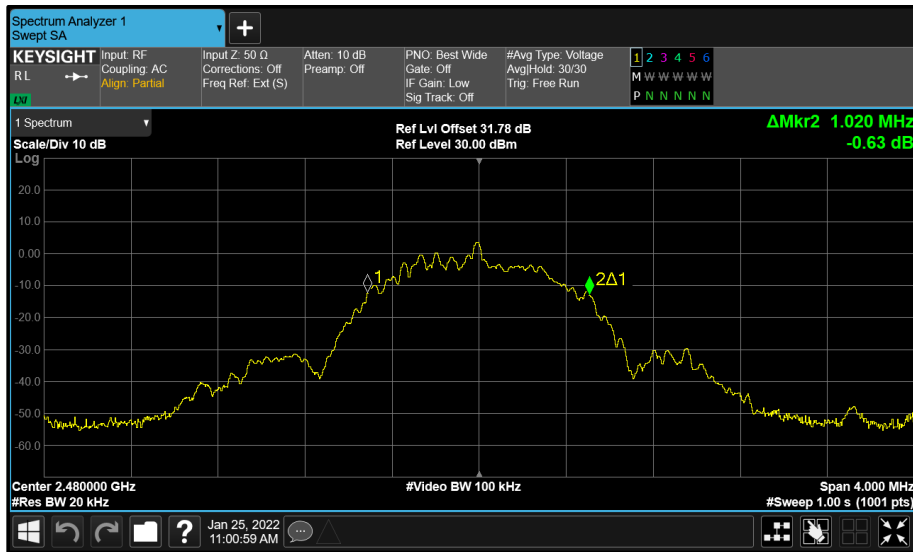 Spectrum Analyzer 1
Swept SA
+
KEYSIGHT
RL
LXI
Input: RF
Coupling: AC
Align: Partial
Input Z: 50 Ω
Corrections: Off
Freq Ref: Ext (S)
Atten: 10 dB
Preamp: Off
PNO: Best Wide
Gate: Off
IF Gain: Low
Sig Track: Off
#Avg Type: Voltage
Avg|Hold: 30/30
Trig: Free Run
1 2 3 4 5 6
M W W W W W
P N N N N N
1 Spectrum
Scale/Div 10 dB
Ref Lvl Offset 31.78 dB
Ref Level 30.00 dBm
ΔMkr2 1.020 MHz
-0.63 dB
Log
20.0
10.0
0.00
-10.0
-20.0
-30.0
-40.0
-50.0
-60.0
1
2Δ1
Center 2.480000 GHz
#Res BW 20 kHz
#Video BW 100 kHz
Span 4.000 MHz
#Sweep 1.00 s (1001 pts)
?
Jan 25, 2022
11:00:59 AM